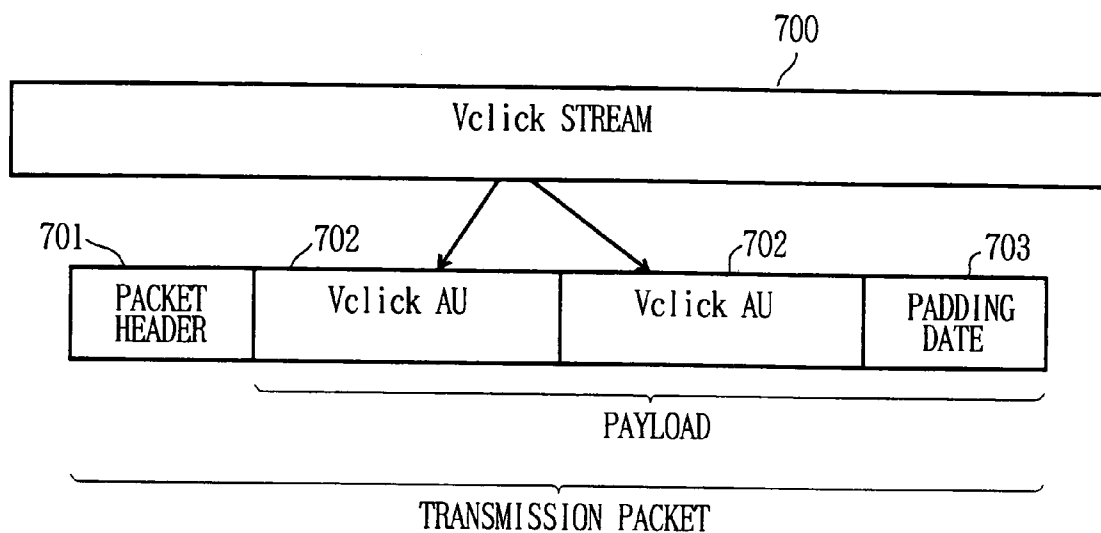 700
Vclick STREAM
701
702
702
703
PACKET
HEADER
Vclick AU
Vclick AU
PADDING
DATE
PAYLOAD
TRANSMISSION PACKET